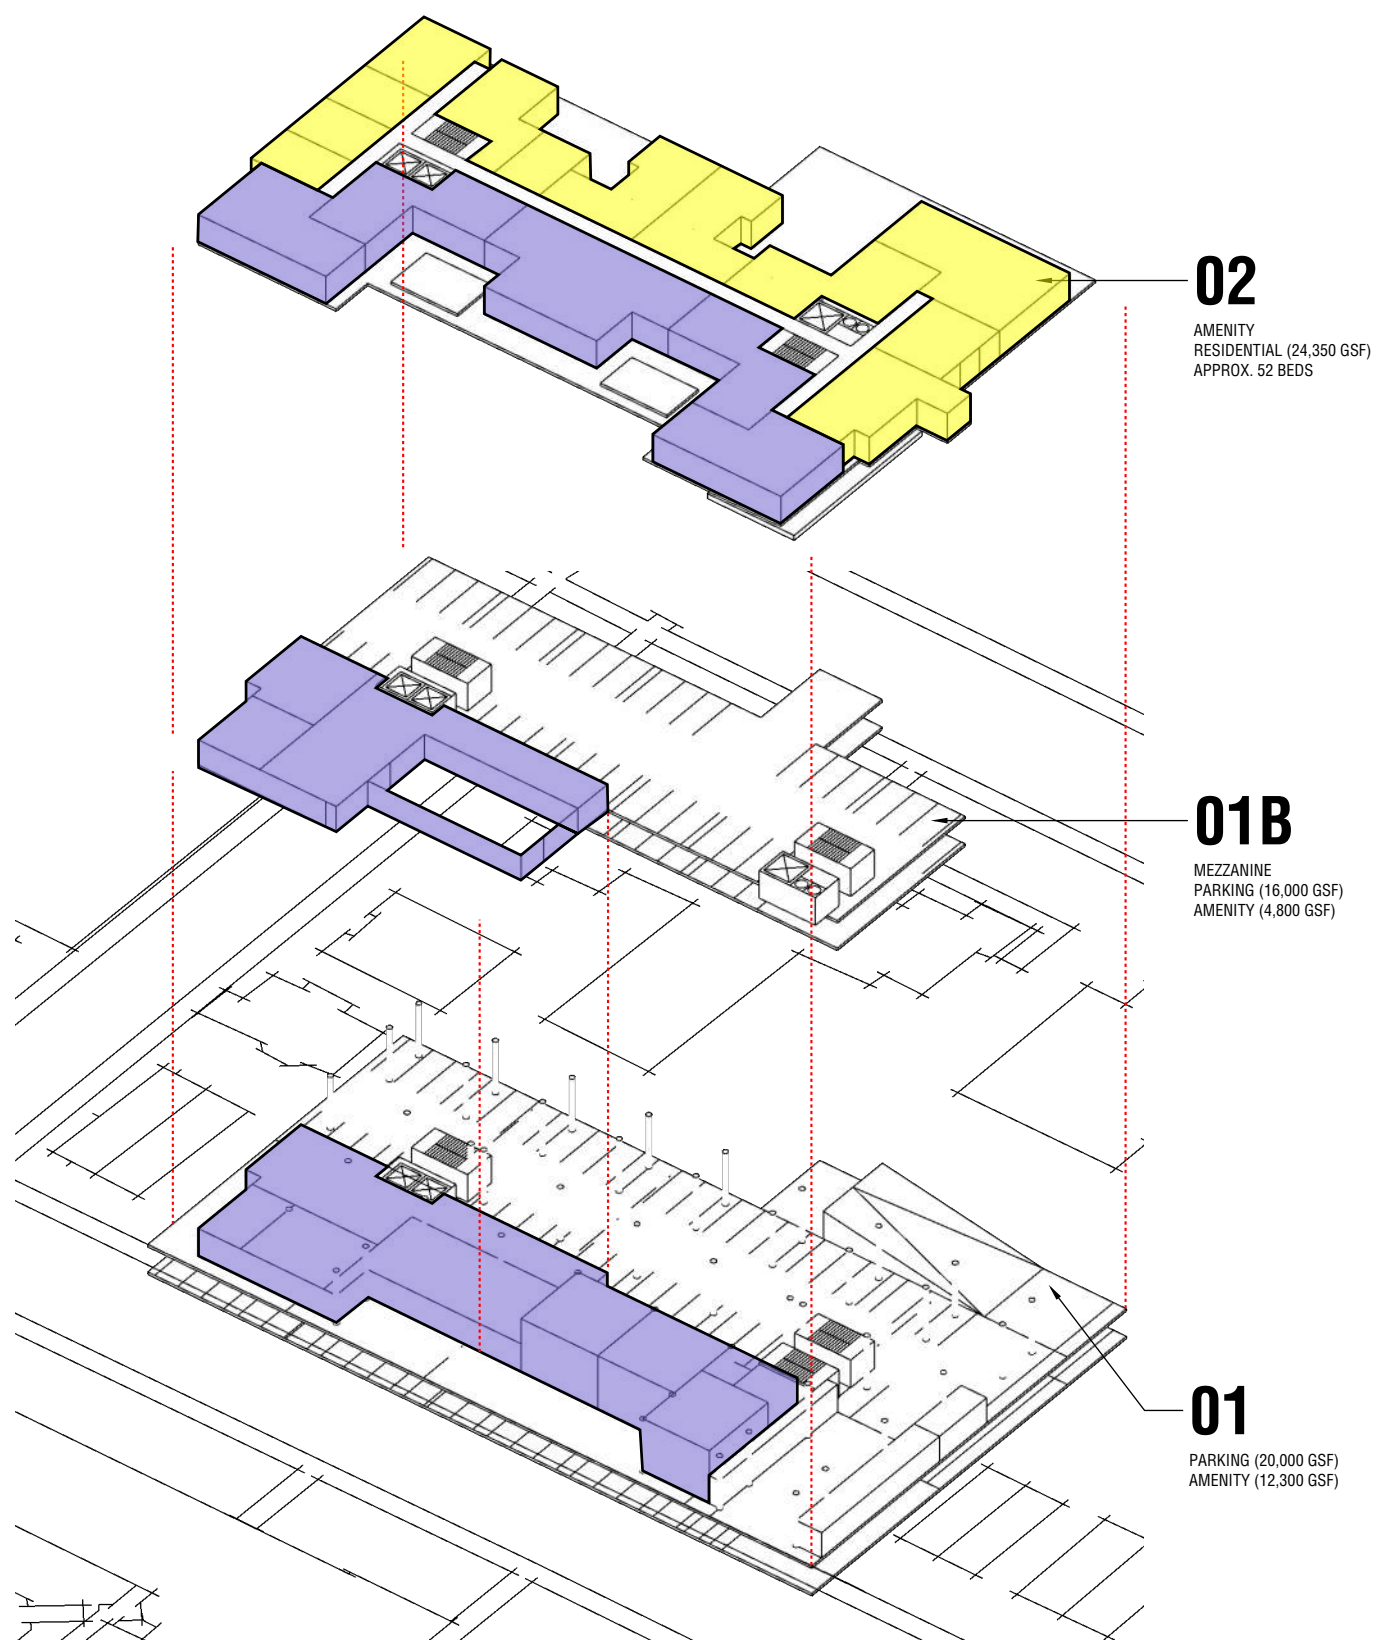 02
AMENITY
RESIDENTIAL (24,350 GSF)
APPROX. 52 BEDS
01B
MEZZANINE
PARKING (16,000 GSF)
AMENITY (4,800 GSF)
01
PARKING (20,000 GSF)
AMENITY (12,300 GSF)